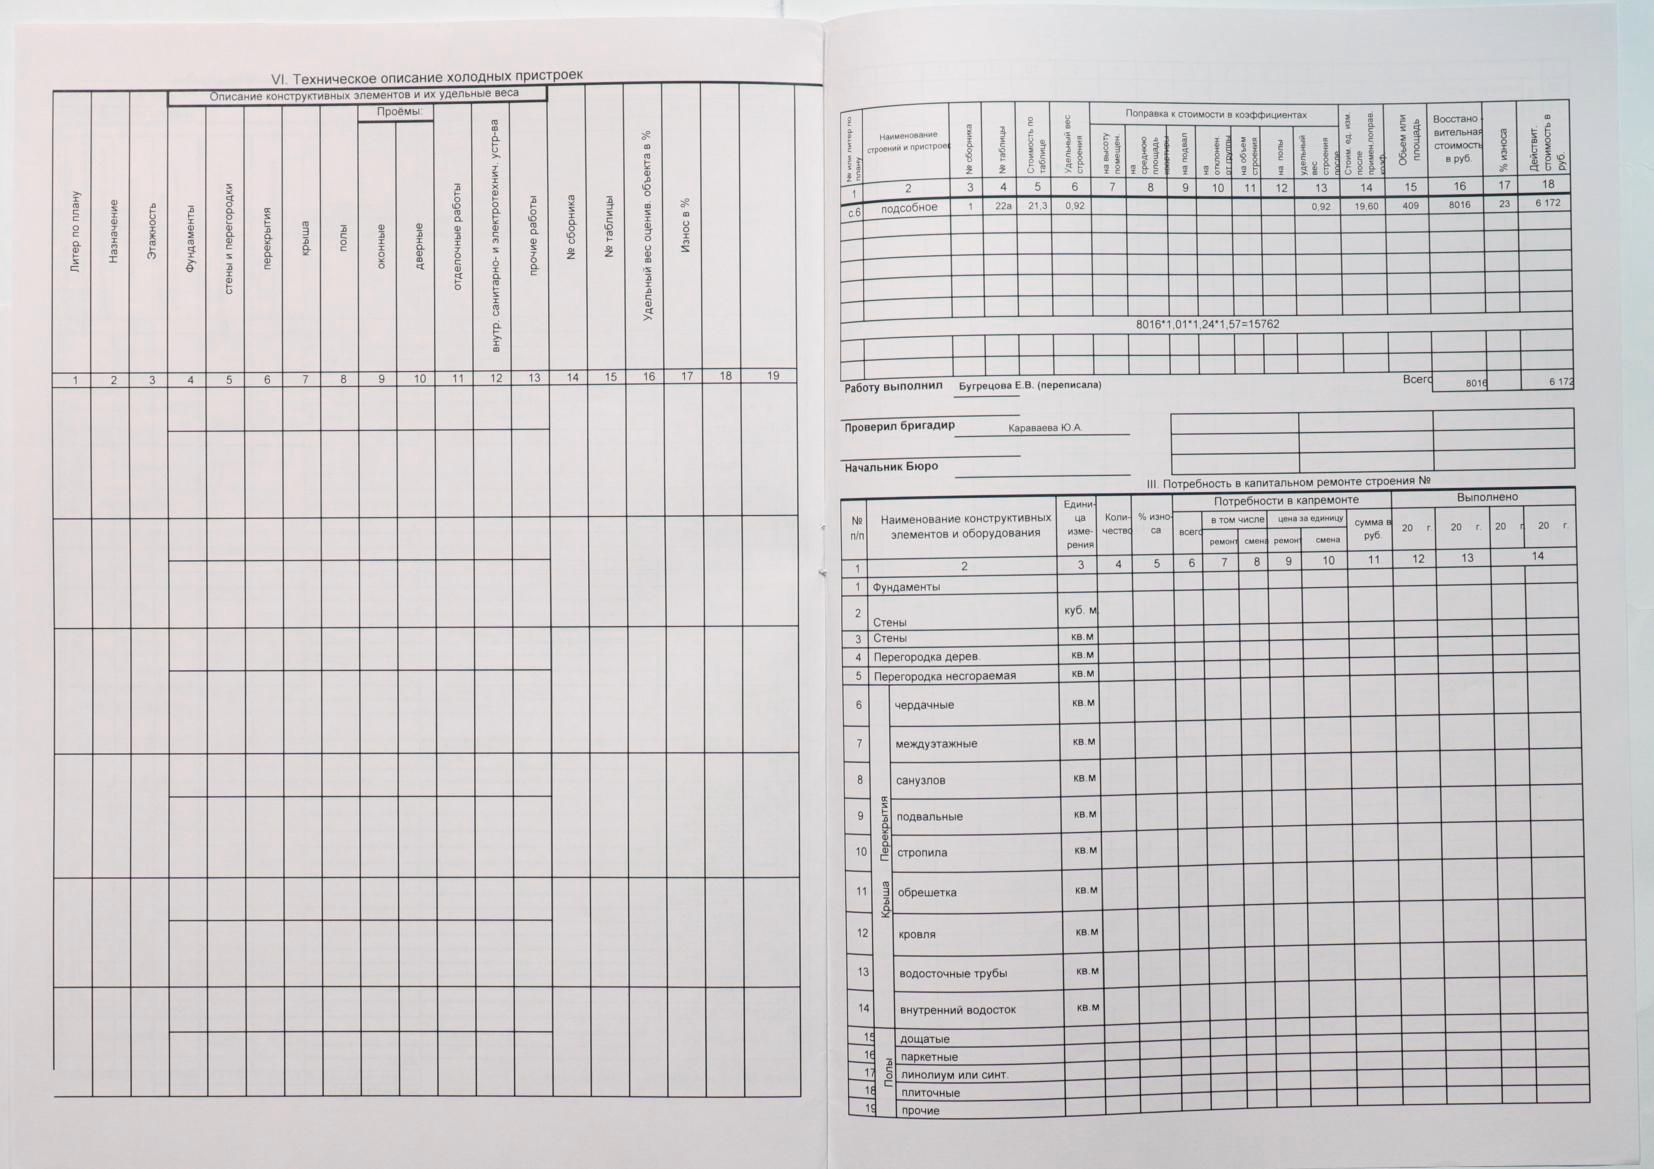 VI. Техническое описание холодных пристроек
Описание конструктивных элементов и их удельные веса
Проёмы:
Литер по плану
Назначение
Этажность
Фундаменты
стены и перегородки
перекрытия
крыша
полы
оконные
дверные
отделочные работы
внутр. санитарно- и электротехнич. устр-ва
прочие работы
№ сборника
№ таблицы
Удельный вес оценив. объекта в %
Износ в %
1 2 3 4 5 6 7 8 9 10 11 12 13 14 15 16 17 18 19
№ или литер по плану
Наименование строений и пристроек
№ сборника
№ таблицы
Стоимость по таблице
Удельный вес строения
Поправка к стоимости в коэффициентах
на высоту помещен.
на среднюю площадь квартиры
на подвал
на отклонен. от группы
на объем строения
на полы
удельный вес строения после
Стоим. ед. изм. после примен.поправ. коэф.
Объем или площадь
Восстано
вительная
стоимость
в руб.
% износа
Действит. стоимость в руб.
1 2 3 4 5 6 7 8 9 10 11 12 13 14 15 16 17 18
с.6 подсобное 1 22а 21,3 0,92 0,92 19,60 409 8016 23 6 172
8016*1,01*1,24*1,57=15762
Работу выполнил Бугрецова Е.В. (переписала) Всего 8016 6 172
Проверил бригадир Караваева Ю.А.
Начальник Бюро
III. Потребность в капитальном ремонте строения №
№ п/п
Наименование конструктивных элементов и оборудования
Едини-
ца
изме-
рения
Коли-
чество
% изно-
са
Потребности в капремонте
всего
в том числе
ремонт смена
цена за единицу
ремонт смена
сумма в руб.
Выполнено
20 г. 20 г. 20 г 20 г.
1 2 3 4 5 6 7 8 9 10 11 12 13 14
1 Фундаменты
2 Стены куб. м
3 Стены кв.м
4 Перегородка дерев. кв.м
5 Перегородка несгораемая кв.м
Перекрытия
6 чердачные кв.м
7 междуэтажные кв.м
8 санузлов кв.м
9 подвальные кв.м
Крыша
10 стропила кв.м
11 обрешетка кв.м
12 кровля кв.м
13 водосточные трубы кв.м
14 внутренний водосток кв.м
Полы
15 дощатые
16 паркетные
17 линолиум или синт.
18 плиточные
19 прочие